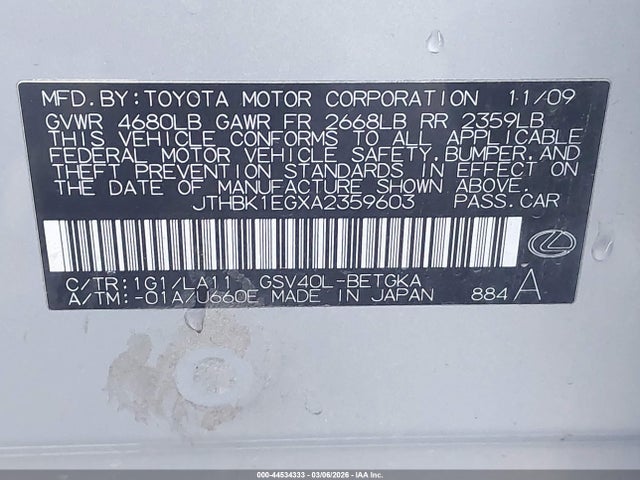 MFD. BY: TOYOTA MOTOR CORPORATION 11/09
GVWR 4680LB GAWR FR 2668LB RR 2359LB
THIS VEHICLE CONFORMS TO ALL APPLICABLE
FEDERAL MOTOR VEHICLE SAFETY, BUMPER, AND
THEFT PREVENTION STANDARDS IN EFFECT ON
THE DATE OF MANUFACTURE SHOWN ABOVE.
JTHBK1EGXA2359603 PASS. CAR
C/TR: 1G1/LA11 GSV40L-BETGKA
A/TM: -01A/U660E MADE IN JAPAN 884 A
000-44534333 - 03/06/2026 - COPART, INC.